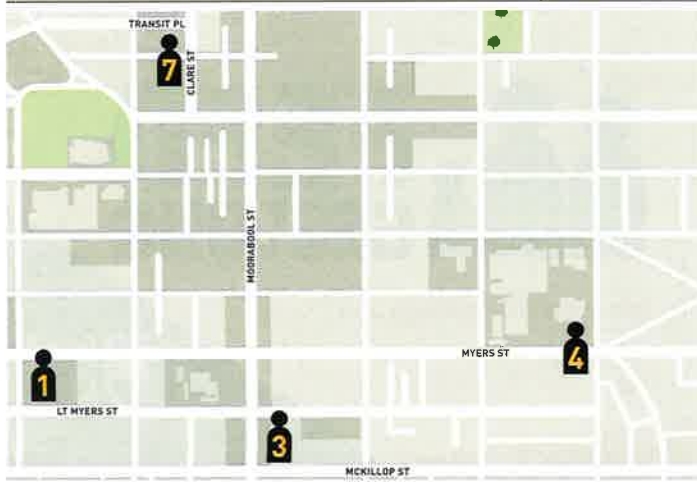 TRANSIT PL
7
CLARE ST
MOORABOOL ST
MYERS ST
4
1
LT MYERS ST
3
MCKILLOP ST